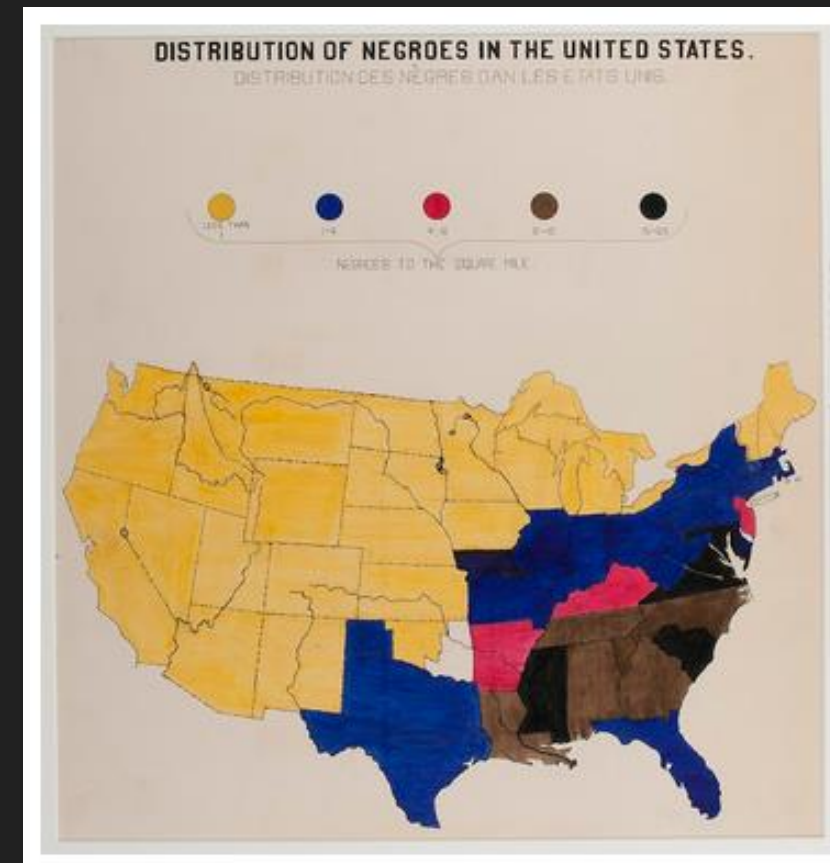 DISTRIBUTION OF NEGROES IN THE UNITED STATES.
DISTRIBUTION DES NÈGRES DAN LES ETATS UNIS.
LESS THAN
1
NEGROES TO THE SQUARE MILE